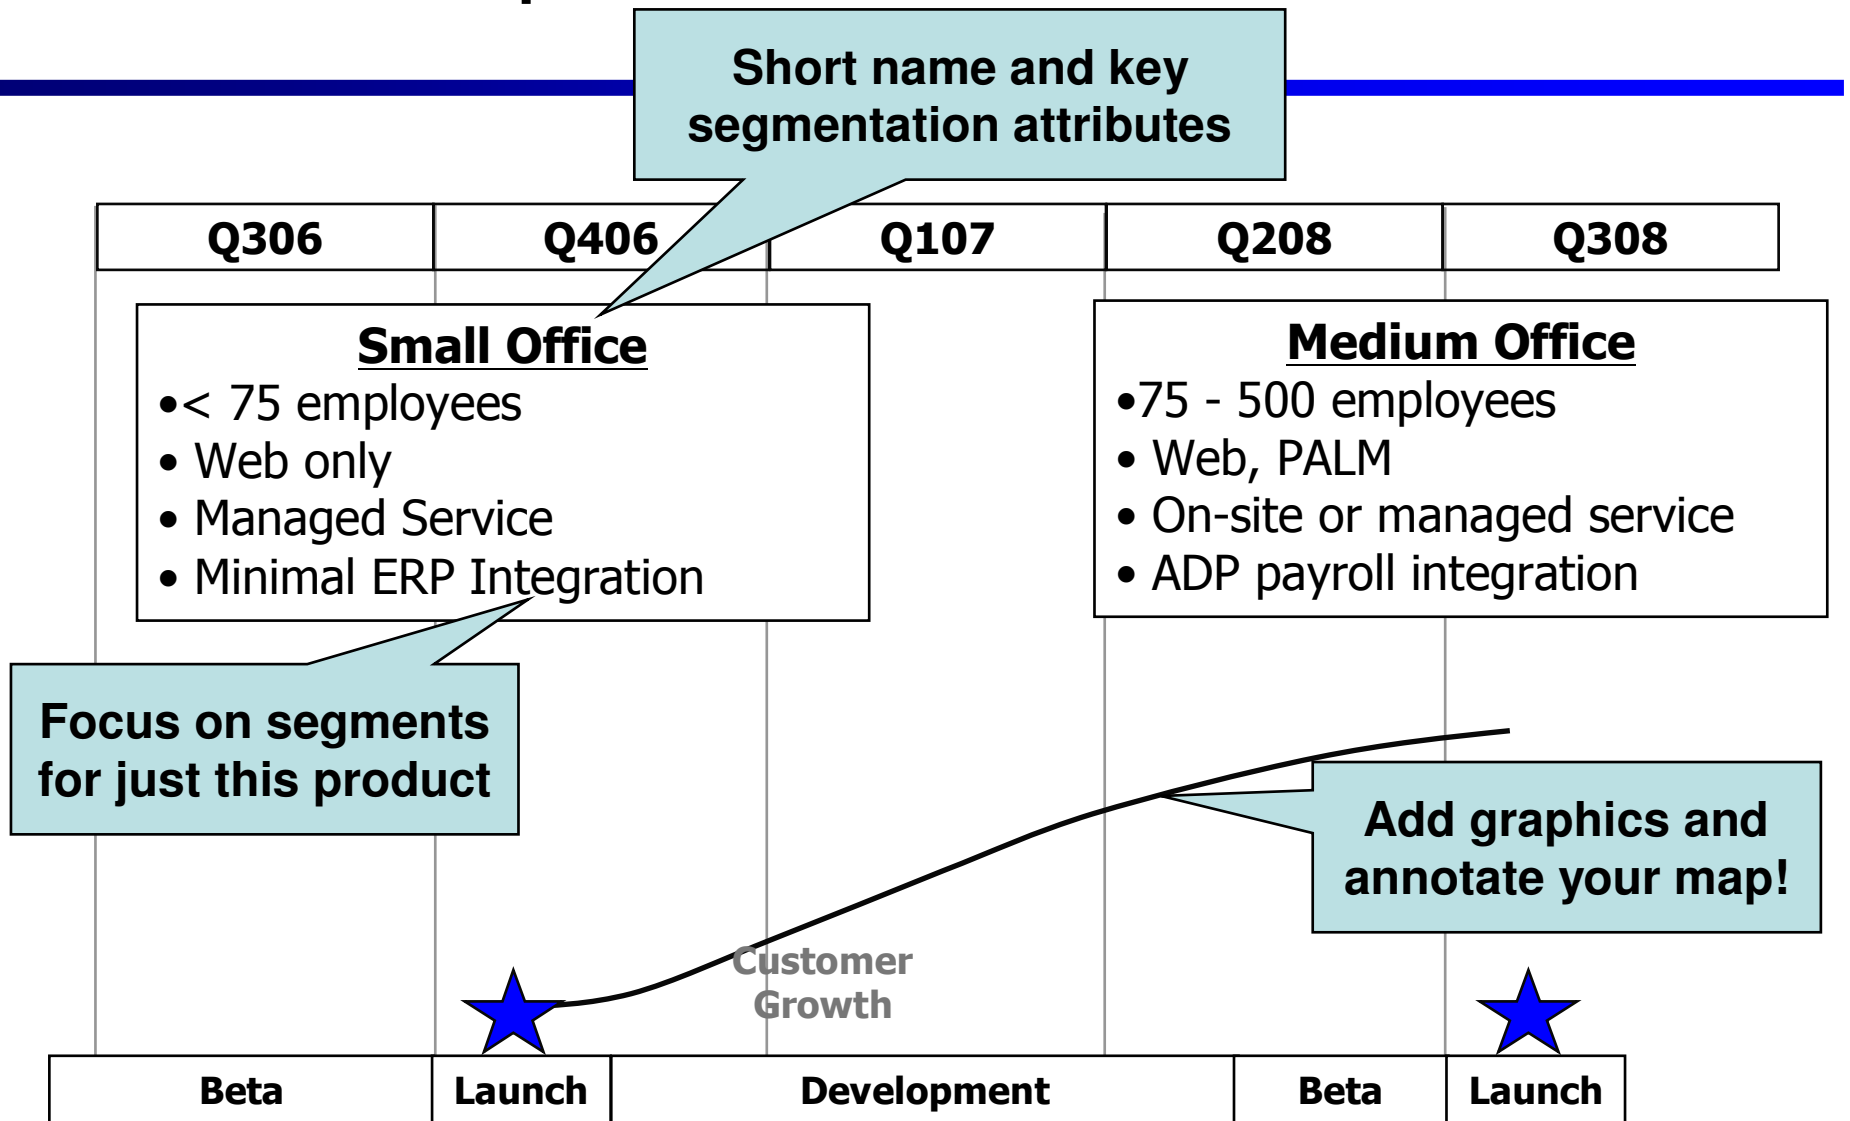 Short name and key
segmentation attributes
Q306 Q406 Q107 Q208 Q308
Small Office
•< 75 employees
• Web only
• Managed Service
• Minimal ERP Integration
Medium Office
•75 - 500 employees
• Web, PALM
• On-site or managed service
• ADP payroll integration
Focus on segments
for just this product
Add graphics and
annotate your map!
Customer
Growth
Beta Launch Development Beta Launch